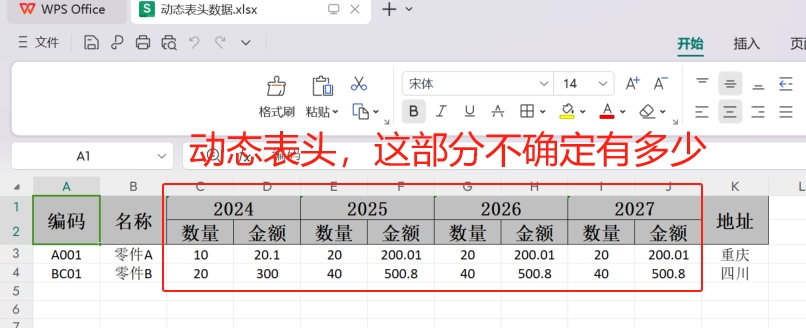 WPS Office
S 动态表头数据.xlsx
文件
开始 插入
格式刷 粘贴 宋体 14 A+ A-
B I U A A
动态表头，这部分不确定有多少
A1 fx 编码
A B C D E F G H I J K L
1 编码 名称 2024 2025 2026 2027 地址
2 数量 金额 数量 金额 数量 金额 数量 金额
3 A001 零件A 10 20.1 20 200.01 20 200.01 20 200.01 重庆
4 BC01 零件B 20 300 40 500.8 40 500.8 40 500.8 四川
5
6
7